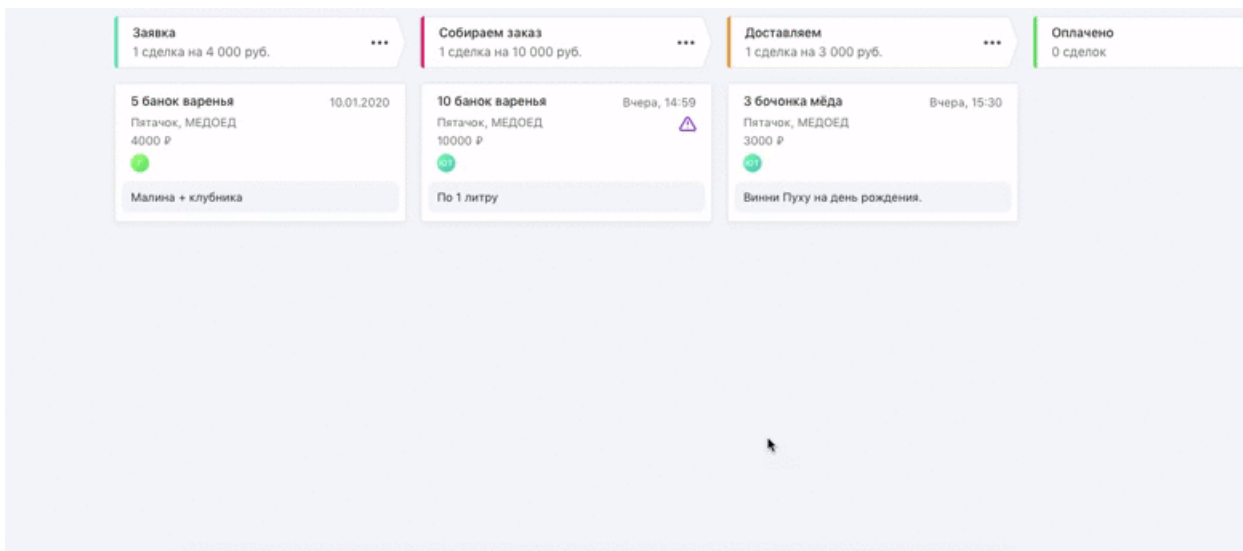 Заявка
1 сделка на 4 000 руб.
Собираем заказ
1 сделка на 10 000 руб.
Доставляем
1 сделка на 3 000 руб.
Оплачено
0 сделок
5 банок варенья 10.01.2020
Пятачок, МЕДОЕД
4000 ₽
Г
Малина + клубника
10 банок варенья Вчера, 14:59
Пятачок, МЕДОЕД
10000 ₽
ЮТ
По 1 литру
3 бочонка мёда Вчера, 15:30
Пятачок, МЕДОЕД
3000 ₽
ЮТ
Винни Пуху на день рождения.